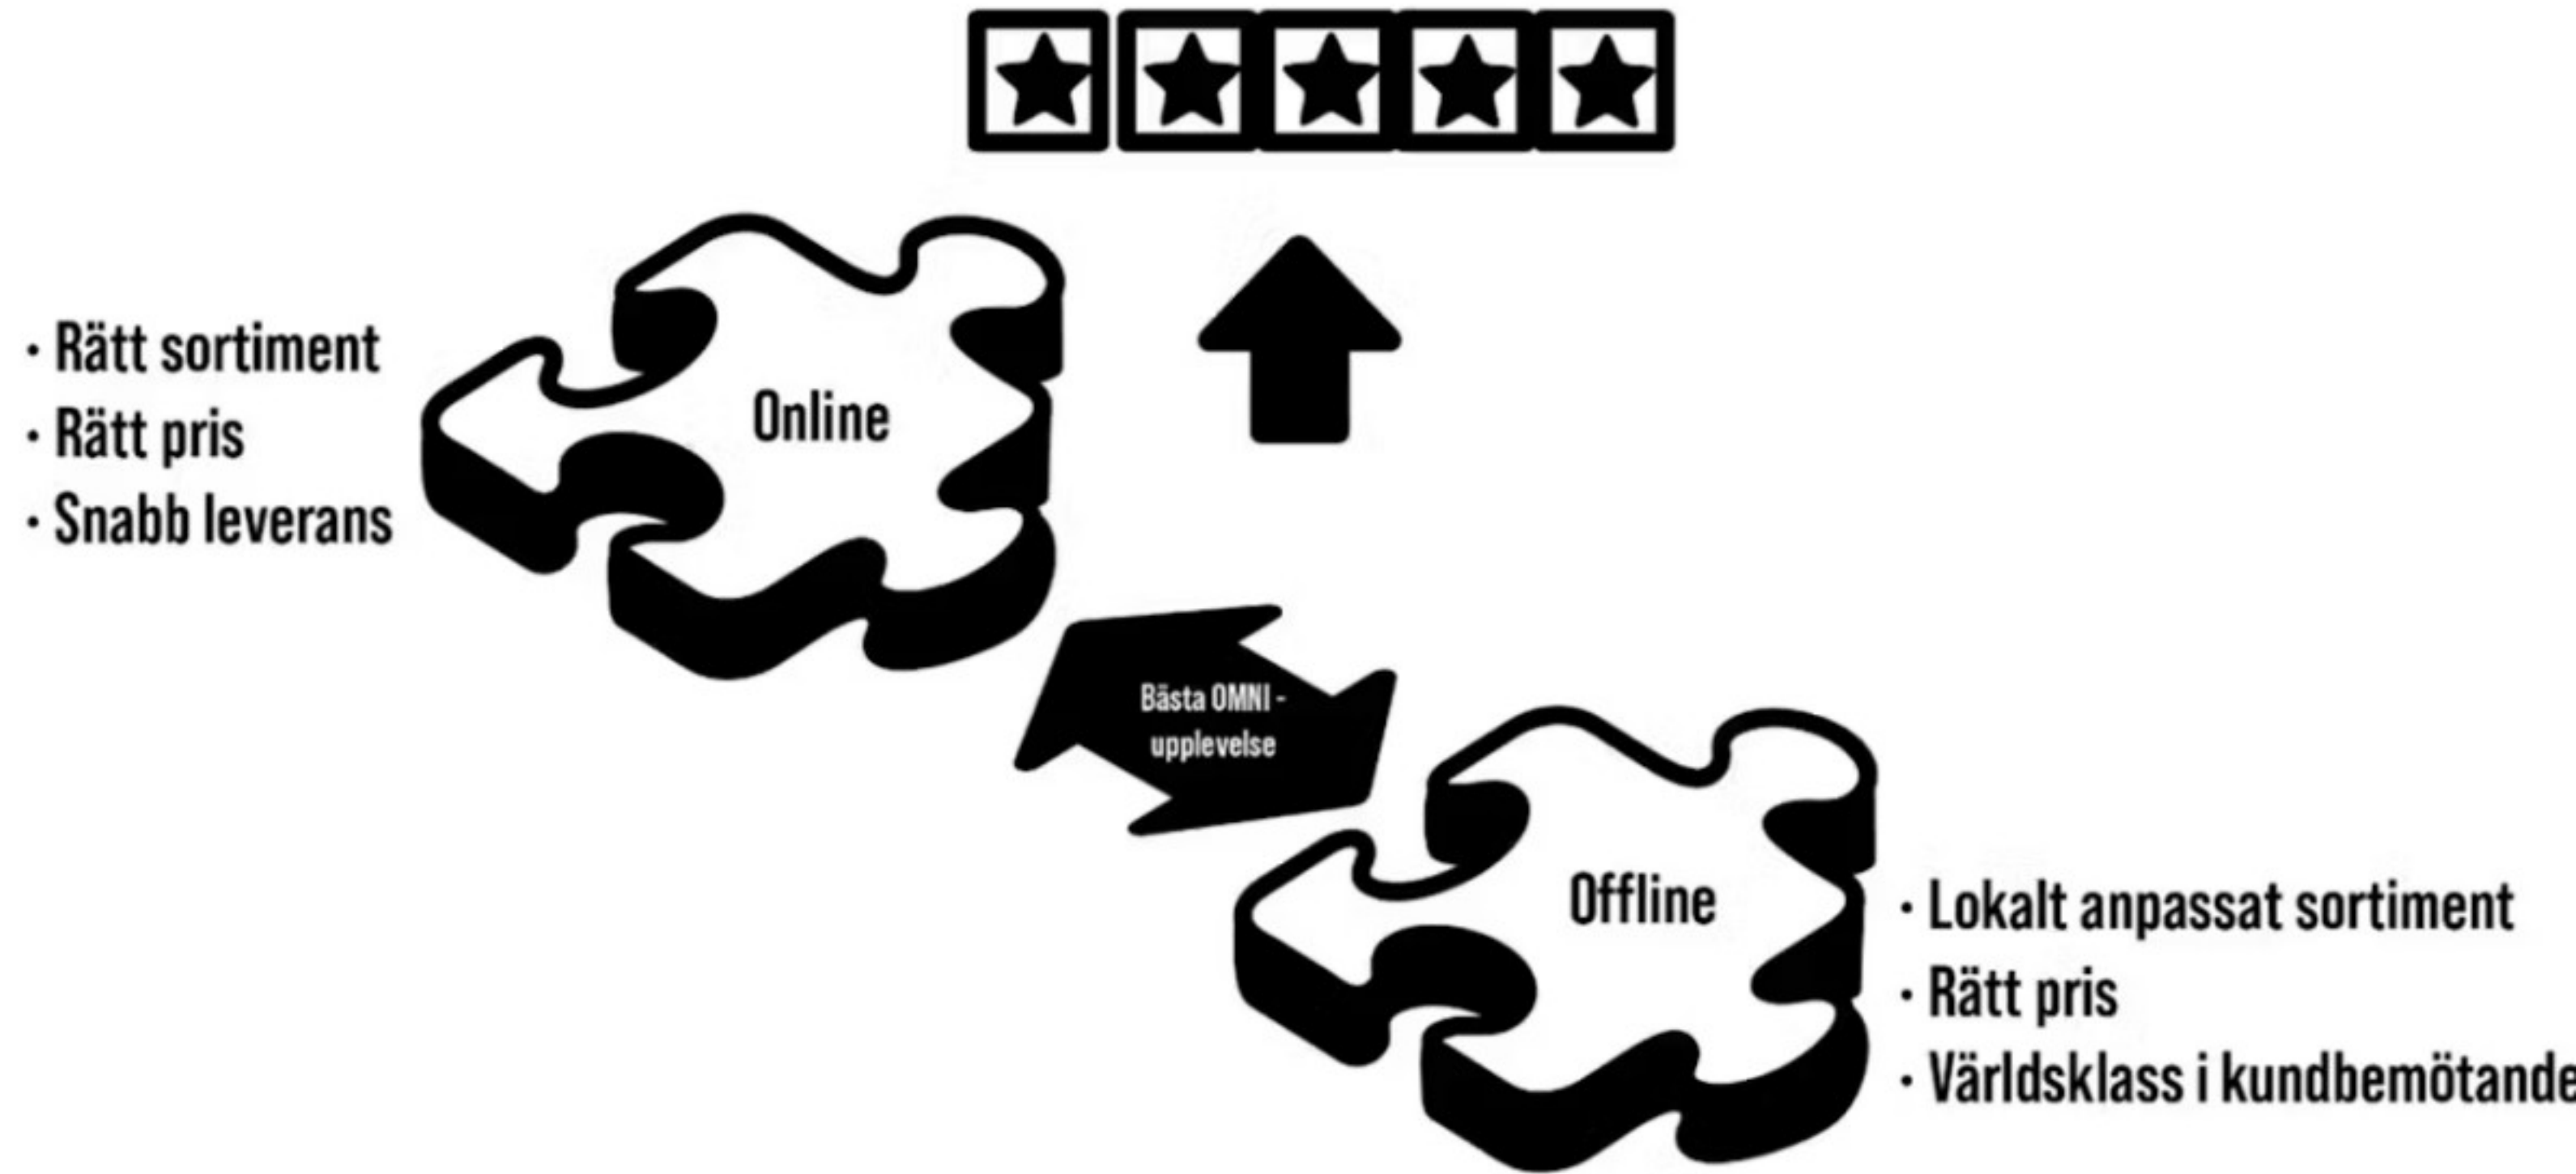 · Rätt sortiment
· Rätt pris
· Snabb leverans
Online
Bästa OMNI -
upplevelse
Offline
· Lokalt anpassat sortiment
· Rätt pris
· Världsklass i kundbemötande